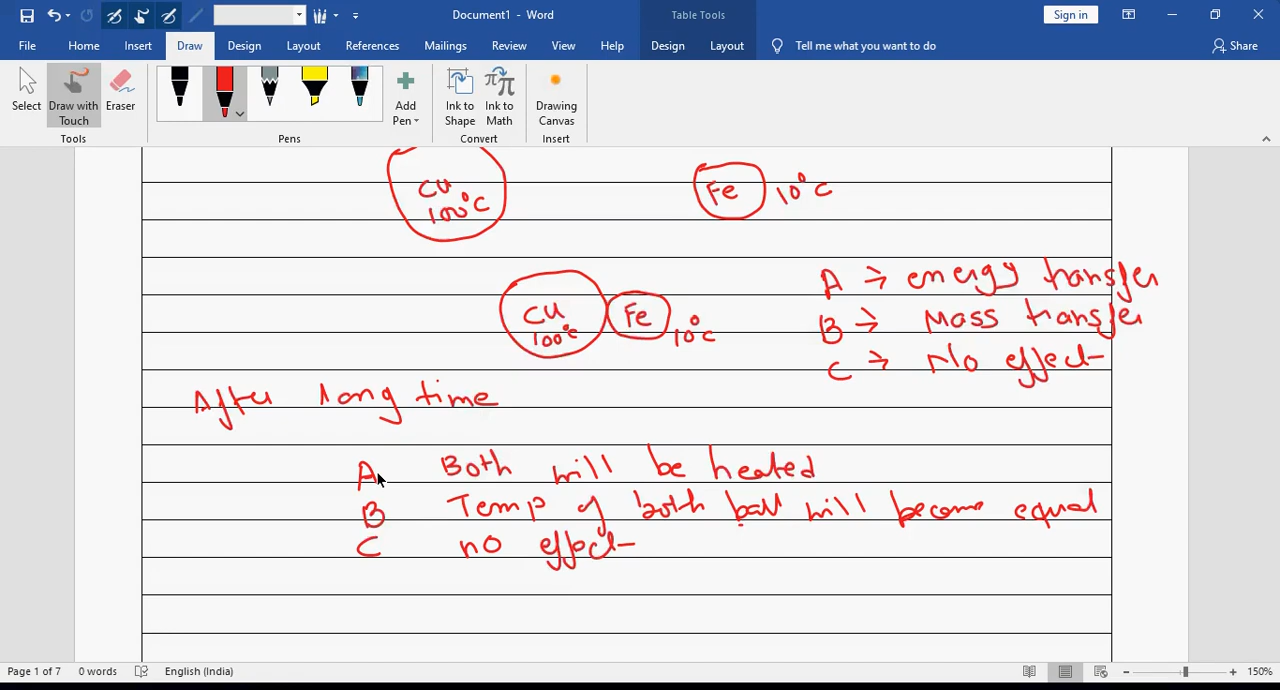 Document1 - Word
Table Tools
Sign in
File Home Insert Draw Design Layout References Mailings Review View Help Design Layout Tell me what you want to do Share
Select
Draw with Touch
Eraser
Add Pen
Ink to Shape
Ink to Math
Drawing Canvas
Tools
Pens
Convert
Insert
Cu
100°C
Fe 10°C
Cu
100°C
Fe
10°C
A → energy transfer
B → Mass transfer
C → No effect
After long time
A Both will be heated
B Temp of both ball will become equal
C no effect
Page 1 of 7 0 words English (India) 150%